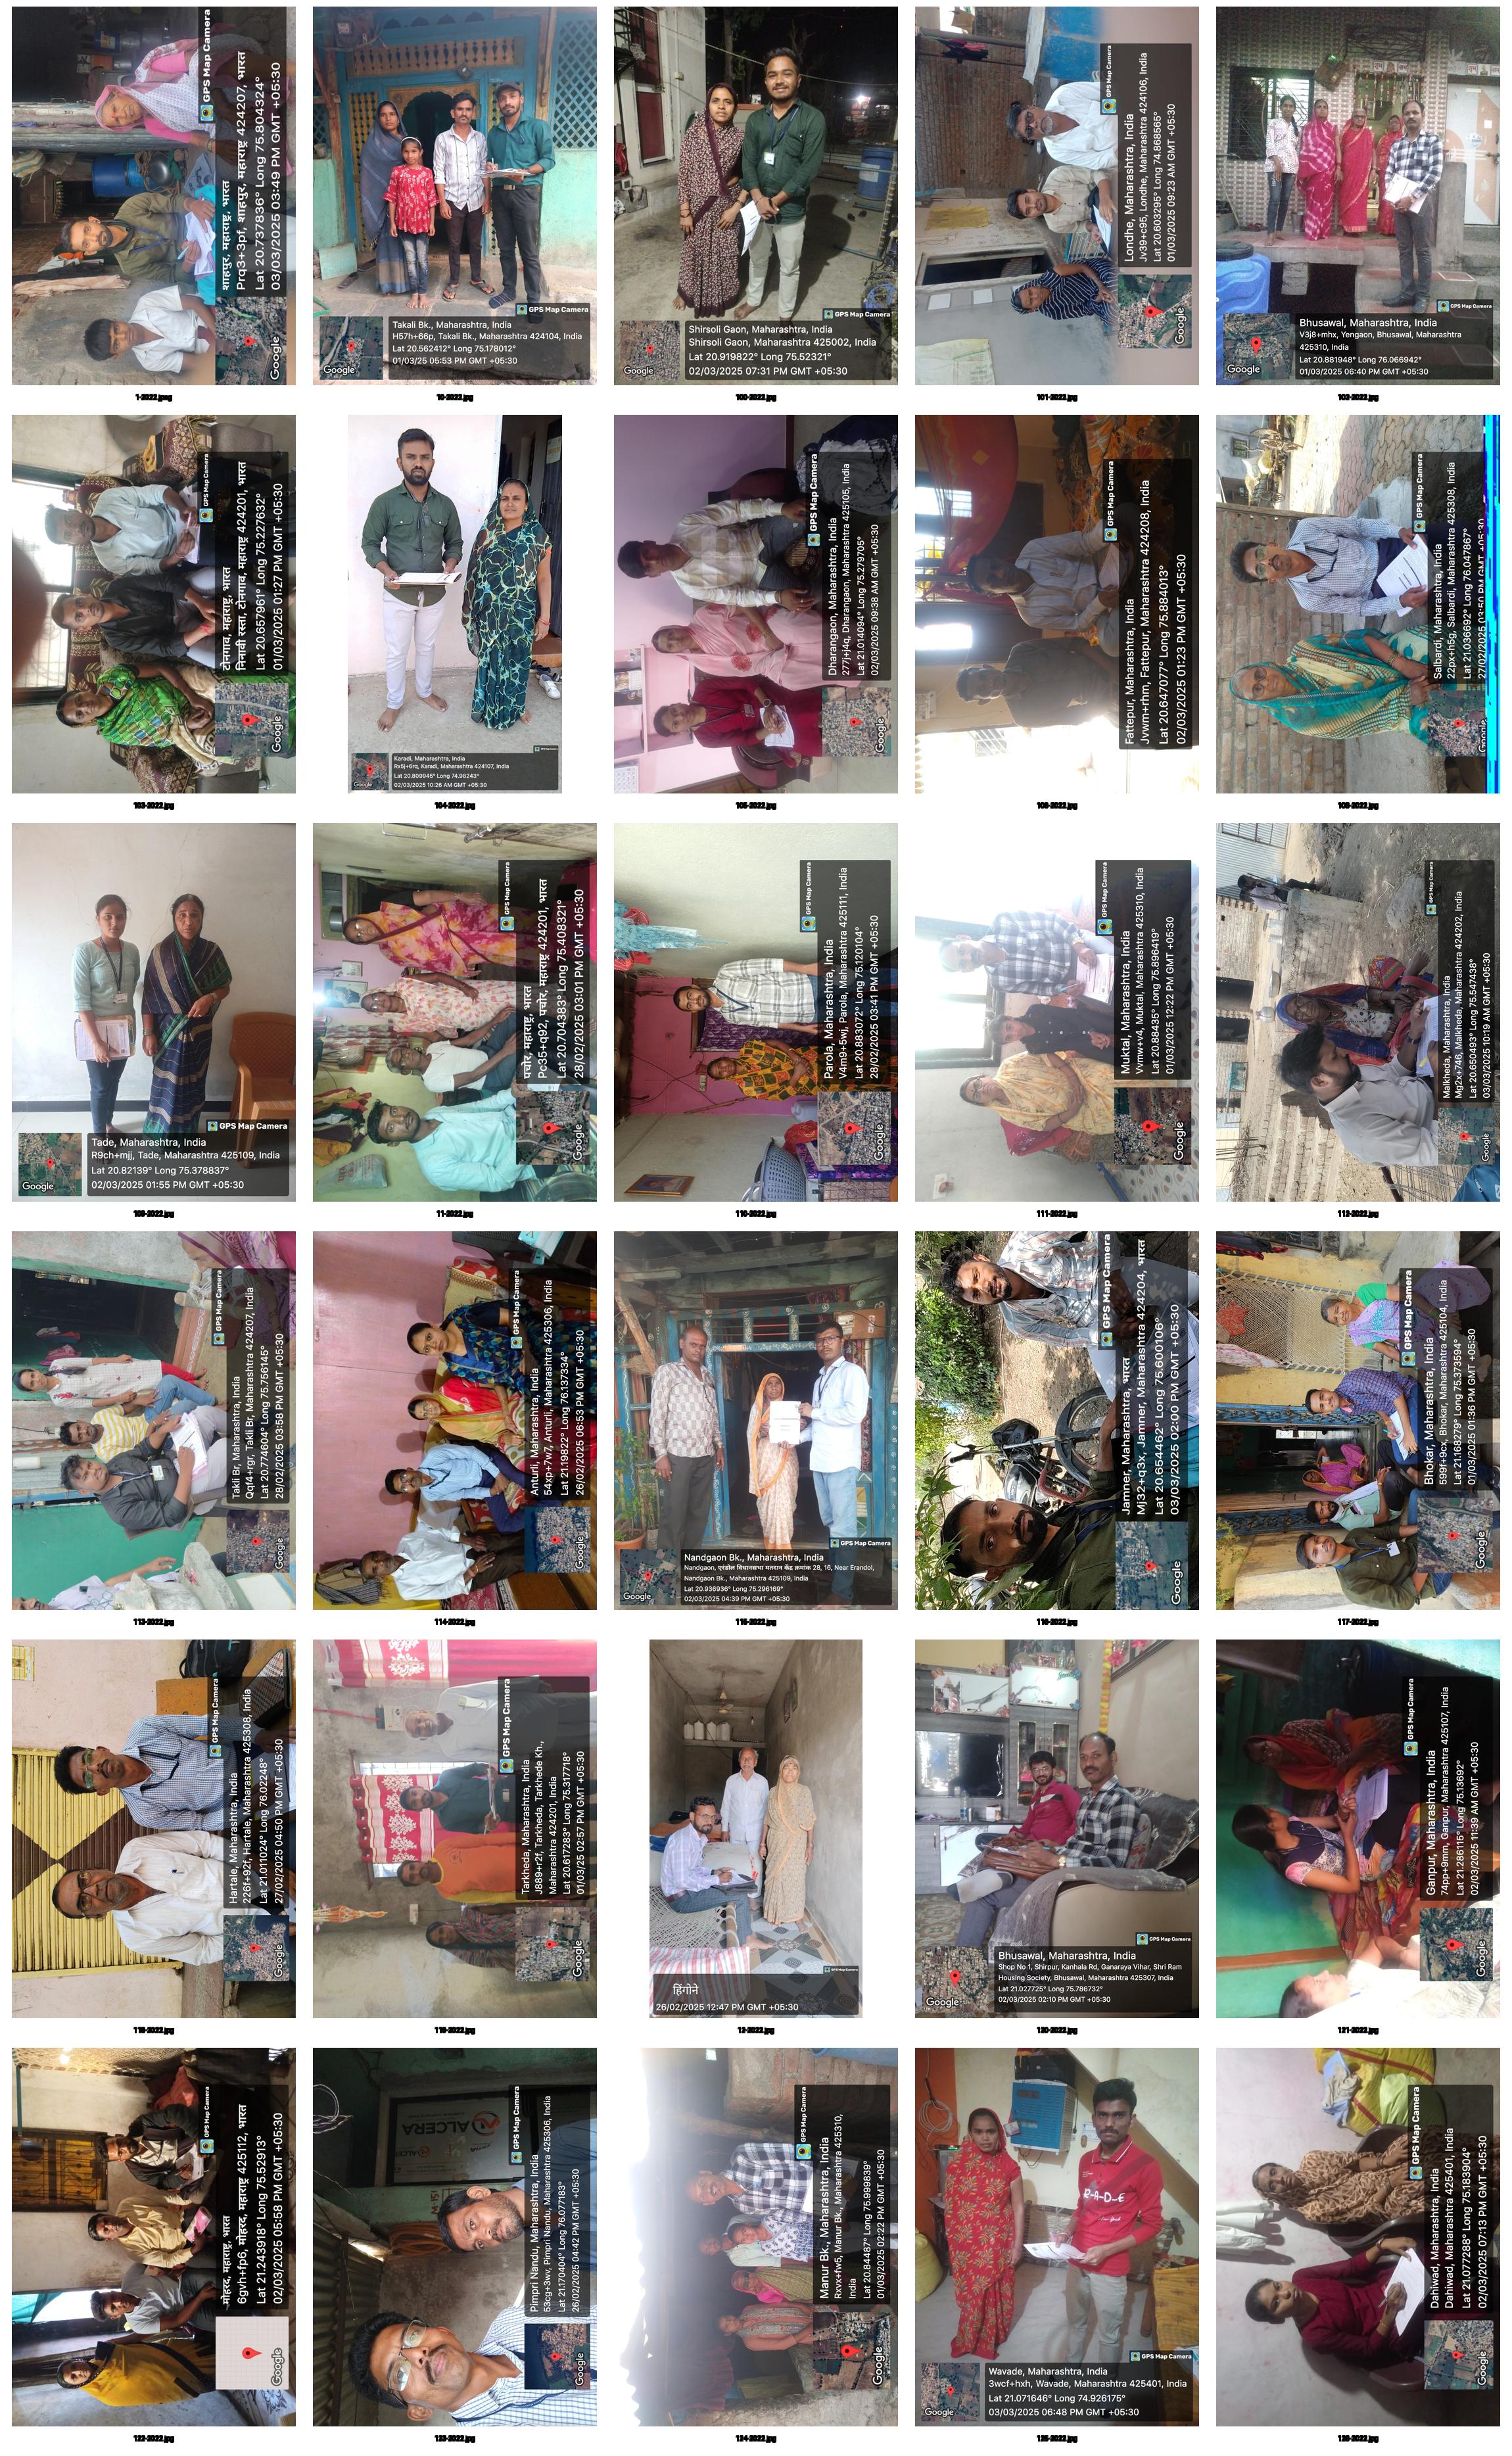 शाहपुर, महाराष्ट्र, भारत
Prq3+3pf, शाहपुर, महाराष्ट्र 424207, भारत
Lat 20.737836° Long 75.804324°
03/03/2025 03:49 PM GMT +05:30
GPS Map Camera
Google
1-2022.jpeg
Takali Bk., Maharashtra, India
H57h+66p, Takali Bk., Maharashtra 424104, India
Lat 20.562412° Long 75.178012°
01/03/25 05:53 PM GMT +05:30
GPS Map Camera
Google
10-2022.jpg
Shirsoli Gaon, Maharashtra, India
Shirsoli Gaon, Maharashtra 425002, India
Lat 20.919822° Long 75.52321°
02/03/2025 07:31 PM GMT +05:30
GPS Map Camera
Google
100-2022.jpg
Londhe, Maharashtra, India
Jv39+c95, Londhe, Maharashtra 424106, India
Lat 20.603295° Long 74.868565°
01/03/2025 09:23 AM GMT +05:30
GPS Map Camera
Google
101-2022.jpg
Bhusawal, Maharashtra, India
V3j8+mhx, Yengaon, Bhusawal, Maharashtra
425310, India
Lat 20.881948° Long 76.066942°
01/03/2025 06:40 PM GMT +05:30
GPS Map Camera
Google
102-2022.jpg
टोनगाव, महाराष्ट्र, भारत
निताली रस्ता, टोनगाव, महाराष्ट्र 424201, भारत
Lat 20.657961° Long 75.227632°
01/03/2025 01:27 PM GMT +05:30
GPS Map Camera
Google
103-2022.jpg
Karadi, Maharashtra, India
Rx5j+6rq, Karadi, Maharashtra 424107, India
Lat 20.809945° Long 74.98243°
02/03/2025 10:26 AM GMT +05:30
Google
104-2022.jpg
Dharangaon, Maharashtra, India
277j+j4q, Dharangaon, Maharashtra 425105, India
Lat 21.014094° Long 75.279705°
02/03/2025 09:38 AM GMT +05:30
GPS Map Camera
Google
105-2022.jpg
Fattepur, Maharashtra, India
Jvwm+rhm, Fattepur, Maharashtra 424208, India
Lat 20.647077° Long 75.884013°
02/03/2025 01:23 PM GMT +05:30
GPS Map Camera
Salbardi, Maharashtra, India
22px+h5g, Salbardi, Maharashtra 425308, India
Lat 21.036692° Long 76.047867°
27/02/2025 03:50 PM GMT +05:30
GPS Map Camera
Google
Tade, Maharashtra, India
R9ch+mjj, Tade, Maharashtra 425109, India
Lat 20.82139° Long 75.378837°
02/03/2025 01:55 PM GMT +05:30
GPS Map Camera
Google
109-2022.jpg
पचोर, महाराष्ट्र, भारत
Pc35+q92, पचोर, महाराष्ट्र 424201, भारत
Lat 20.704383° Long 75.408321°
28/02/2025 03:01 PM GMT +05:30
GPS Map Camera
Google
11-2022.jpg
Parola, Maharashtra, India
V4m9+5wj, Parola, Maharashtra 425111, India
Lat 20.883072° Long 75.120104°
28/02/2025 03:41 PM GMT +05:30
GPS Map Camera
Google
110-2022.jpg
Muktal, Maharashtra, India
Vvmw+v4, Muktal, Maharashtra 425310, India
Lat 20.88435° Long 75.896419°
01/03/2025 12:22 PM GMT +05:30
GPS Map Camera
Google
111-2022.jpg
Malkheda, Maharashtra, India
Mg2x+746, Malkheda, Maharashtra 424202, India
Lat 20.650493° Long 75.547438°
03/03/2025 10:19 AM GMT +05:30
GPS Map Camera
Google
112-2022.jpg
Takli Br, Maharashtra, India
Qqf4+rgr, Takli Br, Maharashtra 424207, India
Lat 20.774604° Long 75.756145°
28/02/2025 03:58 PM GMT +05:30
GPS Map Camera
Google
113-2022.jpg
Anturli, Maharashtra, India
54xp+7w7, Anturli, Maharashtra 425306, India
Lat 21.19822° Long 76.137334°
26/02/2025 06:53 PM GMT +05:30
GPS Map Camera
Google
114-2022.jpg
Nandgaon Bk., Maharashtra, India
Nandgaon, एरंडोल विधानसभा मतदान केंद्र क्रमांक 28, 16, Near Erandol,
Nandgaon Bk., Maharashtra 425109, India
Lat 20.936936° Long 75.296169°
02/03/2025 04:39 PM GMT +05:30
GPS Map Camera
Google
115-2022.jpg
Jamner, महाराष्ट्र, भारत
Mj32+q3x, Jamner, Maharashtra 424204, भारत
Lat 20.654462° Long 75.600106°
03/03/2025 02:00 PM GMT +05:30
GPS Map Camera
Google
116-2022.jpg
Bhokar, Maharashtra, India
599f+9cx, Bhokar, Maharashtra 425104, India
Lat 21.168279° Long 75.373594°
01/03/2025 01:36 PM GMT +05:30
GPS Map Camera
Google
117-2022.jpg
Hartale, Maharashtra, India
226f+92f, Hartale, Maharashtra 425308, India
Lat 21.011024° Long 76.02248°
27/02/2025 04:50 PM GMT +05:30
GPS Map Camera
Google
118-2022.jpg
Tarkheda, Maharashtra, India
J889+r2f, Tarkheda, Tarkhede Kh.,
Maharashtra 424201, India
Lat 20.617283° Long 75.317718°
01/03/25 02:57 PM GMT +05:30
GPS Map Camera
Google
119-2022.jpg
हिंगोने
26/02/2025 12:47 PM GMT +05:30
12-2022.jpg
Bhusawal, Maharashtra, India
Shop No 1, Shirpur, Kanhala Rd, Ganaraya Vihar, Shri Ram
Housing Society, Bhusawal, Maharashtra 425307, India
Lat 21.027725° Long 75.786732°
02/03/2025 02:10 PM GMT +05:30
GPS Map Camera
Google
120-2022.jpg
Ganpur, Maharashtra, India
74pp+9mm, Ganpur, Maharashtra 425107, India
Lat 21.286115° Long 75.13692°
02/03/2025 11:39 AM GMT +05:30
GPS Map Camera
Google
121-2022.jpg
मोहरद, महाराष्ट्र, भारत
6gvh+fp6, मोहरद, महाराष्ट्र 425112, भारत
Lat 21.243918° Long 75.52913°
02/03/2025 05:58 PM GMT +05:30
GPS Map Camera
Google
122-2022.jpg
ALCERA
Pimpri Nandu, Maharashtra, India
53cg+3wv, Pimpri Nandu, Maharashtra 425306, India
Lat 21.170404° Long 76.077183°
26/02/2025 04:42 PM GMT +05:30
GPS Map Camera
Google
123-2022.jpg
Manur Bk., Maharashtra, India
Rxvx+fw5, Manur Bk., Maharashtra 425310,
India
Lat 20.84487° Long 75.999839°
01/03/2025 02:22 PM GMT +05:30
GPS Map Camera
Google
124-2022.jpg
Wavade, Maharashtra, India
3wcf+hxh, Wavade, Maharashtra 425401, India
Lat 21.071646° Long 74.926175°
03/03/2025 06:48 PM GMT +05:30
GPS Map Camera
Google
125-2022.jpg
Dahiwad, Maharashtra, India
Dahiwad, Maharashtra 425401, India
Lat 21.077288° Long 75.183904°
02/03/2025 07:13 PM GMT +05:30
GPS Map Camera
Google
126-2022.jpg